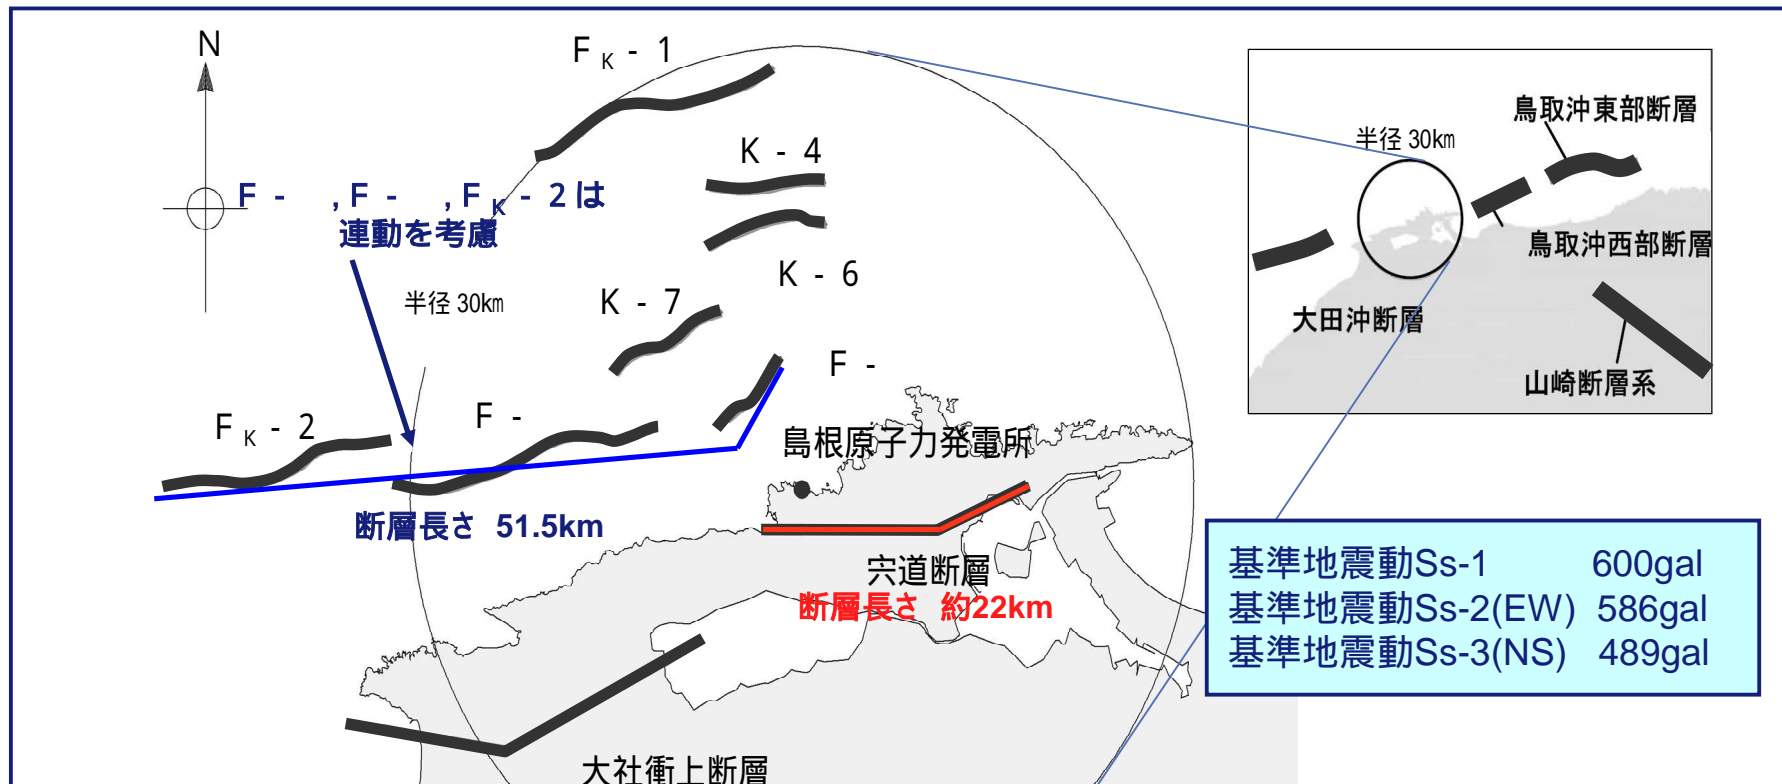 N
FK - 1
K - 4
F -　, F -　, FK - 2 は
連動を考慮
半径 30km
K - 7
K - 6
F -
FK - 2
F -
島根原子力発電所
断層長さ 51.5km
宍道断層
断層長さ 約22km
大社衝上断層
鳥取沖東部断層
半径 30km
鳥取沖西部断層
大田沖断層
山崎断層系
基準地震動Ss-1 600gal
基準地震動Ss-2(EW) 586gal
基準地震動Ss-3(NS) 489gal